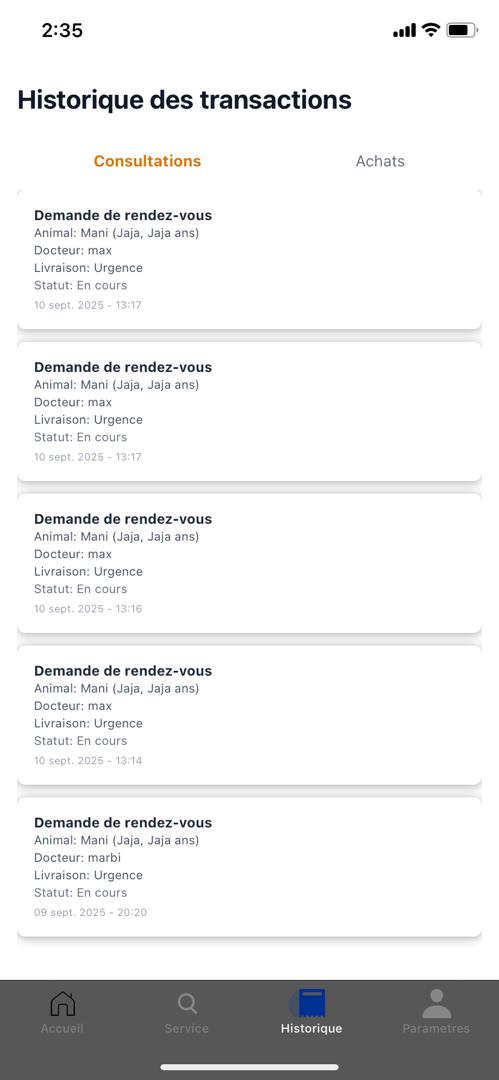 2:35
Historique des transactions
Consultations
Achats
Demande de rendez-vous
Animal: Mani (Jaja, Jaja ans)
Docteur: max
Livraison: Urgence
Statut: En cours
10 sept. 2025 - 13:17
Demande de rendez-vous
Animal: Mani (Jaja, Jaja ans)
Docteur: max
Livraison: Urgence
Statut: En cours
10 sept. 2025 - 13:17
Demande de rendez-vous
Animal: Mani (Jaja, Jaja ans)
Docteur: max
Livraison: Urgence
Statut: En cours
10 sept. 2025 - 13:16
Demande de rendez-vous
Animal: Mani (Jaja, Jaja ans)
Docteur: max
Livraison: Urgence
Statut: En cours
10 sept. 2025 - 13:14
Demande de rendez-vous
Animal: Mani (Jaja, Jaja ans)
Docteur: marbi
Livraison: Urgence
Statut: En cours
09 sept. 2025 - 20:20
Accueil
Service
Historique
Parametres